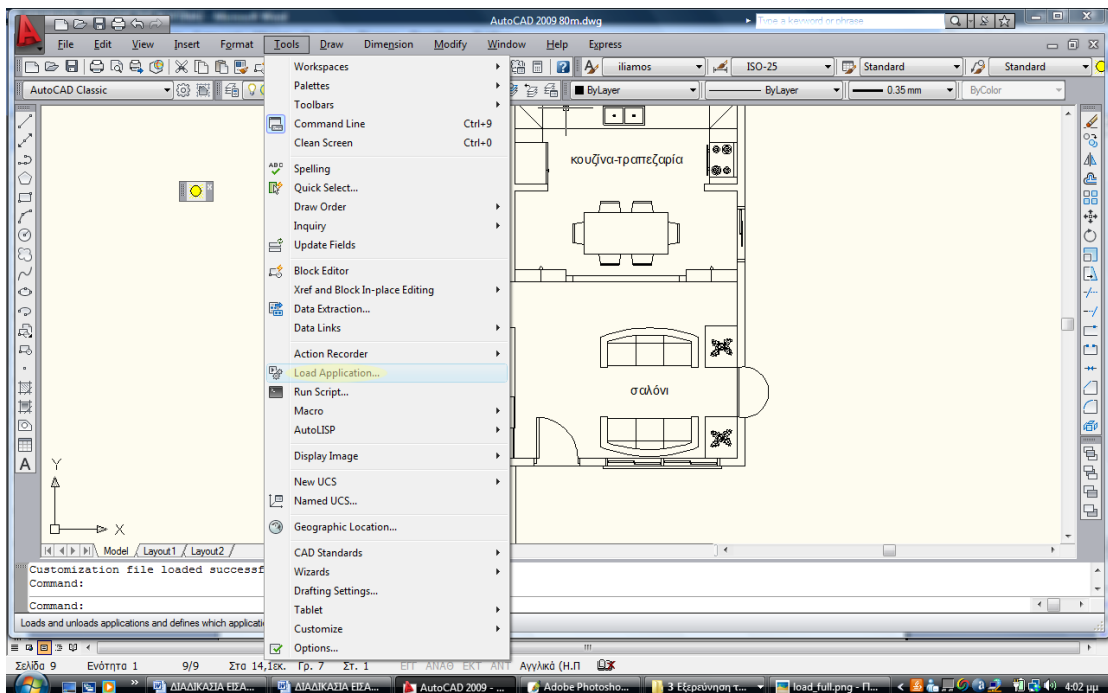 AutoCAD 2009 80m.dwg
Type a keyword or phrase
File Edit View Insert Format Tools Draw Dimension Modify Window Help Express
iliamos ISO-25 Standard Standard
AutoCAD Classic ByLayer ByLayer 0.35 mm ByColor
Workspaces
Palettes
Toolbars
Command Line Ctrl+9
Clean Screen Ctrl+0
ABC Spelling
Quick Select...
Draw Order
Inquiry
Update Fields
Block Editor
Xref and Block In-place Editing
Data Extraction...
Data Links
Action Recorder
Load Application...
Run Script...
Macro
AutoLISP
Display Image
New UCS
Named UCS...
Geographic Location...
CAD Standards
Wizards
Drafting Settings...
Tablet
Customize
Options...
κουζίνα-τραπεζαρία
σαλόνι
A
Y
X
Model Layout1 Layout2
Customization file loaded successf
Command:
Command:
Loads and unloads applications and defines which applicati
Σελίδα 9 Ενότητα 1 9/9 Στα 14,1εκ. Γρ. 7 Στ. 1 ΕΓΓ ΑΝΑΘ ΕΚΤ ΑΝΤ Αγγλικά (Η.Π
ΔΙΑΔΙΚΑΣΙΑ ΕΙΣΑ... ΔΙΑΔΙΚΑΣΙΑ ΕΙΣΑ... AutoCAD 2009 - ... Adobe Photosho... 3 Εξερεύνηση τ... load_full.png - Π... 4:02 μμ